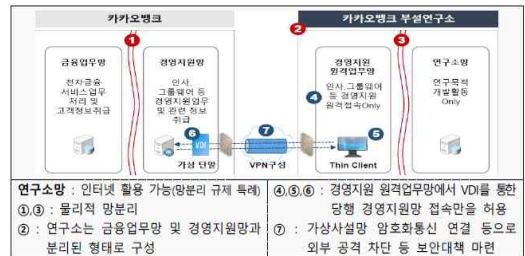 카카오뱅크
카카오뱅크 부설연구소
①
②
③
금융업무망
전자금융
서비스업무
처리 및
고객정보취급
경영지원망
인사,
그룹웨어 등
경영지원업무
및 관련 정보
취급
경영지원
원격업무망
인사,그룹웨어
등 경영지원
원격접속Only
연구소망
연구목적
개발활동
Only
④
⑤
⑥
⑦
VDI
가상 단말
VPN구성
Thin Client
연구소망 : 인터넷 활용 가능(망분리 규제 특례)
①,③ : 물리적 망분리
② : 연구소는 금융업무망 및 경영지원망과
분리된 형태로 구성
④,⑤,⑥ : 경영지원 원격업무망에서 VDI를 통한
당행 경영지원망 접속만을 허용
⑦ : 가상사설망 암호화통신 연결 등으로
외부 공격 차단 등 보안대책 마련